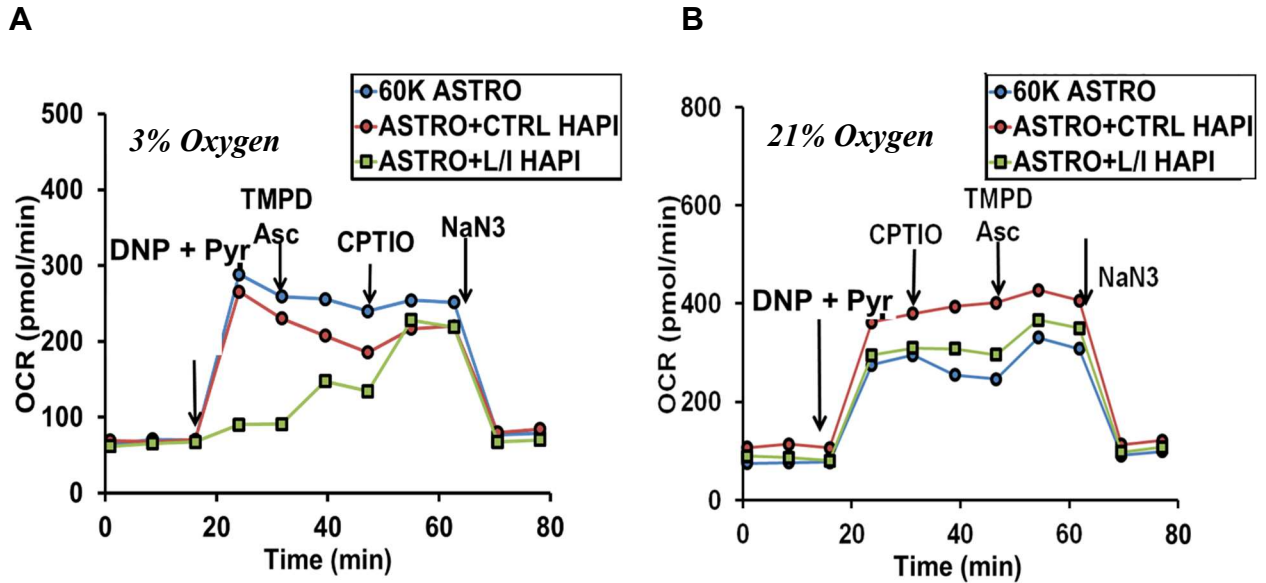 A
3% Oxygen
60K ASTRO
ASTRO+CTRL HAPI
ASTRO+L/I HAPI
OCR (pmol/min)
500
400
300
200
100
0
DNP + Pyr
TMPD
Asc
CPTIO
NaN3
0 20 40 60 80
Time (min)
B
21% Oxygen
60K ASTRO
ASTRO+CTRL HAPI
ASTRO+L/I HAPI
OCR (pmol/min)
800
600
400
200
0
DNP + Pyr
CPTIO
TMPD
Asc
NaN3
0 20 40 60 80
Time (min)